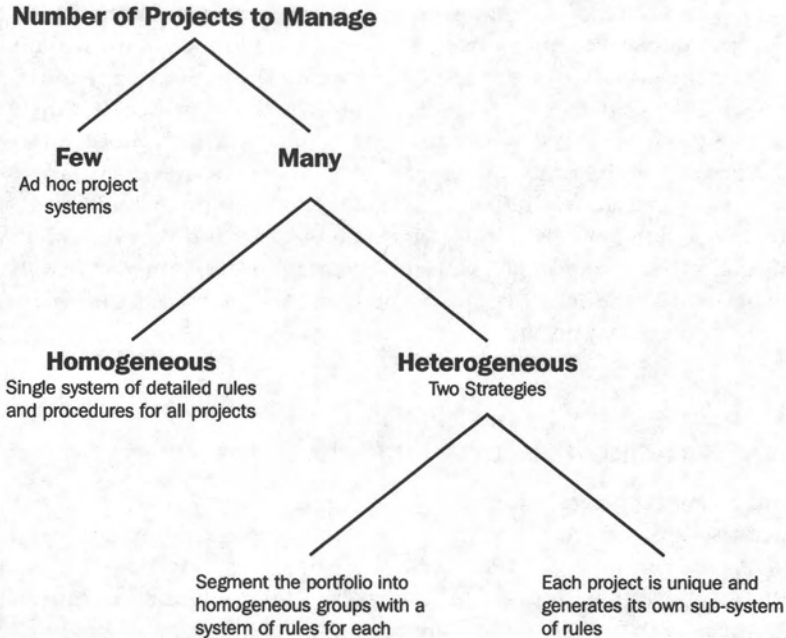 Number of Projects to Manage
Few
Many
Ad hoc project
systems
Homogeneous
Single system of detailed rules
and procedures for all projects
Heterogeneous
Two Strategies
Segment the portfolio into
homogeneous groups with a
system of rules for each
Each project is unique and
generates its own sub-system
of rules